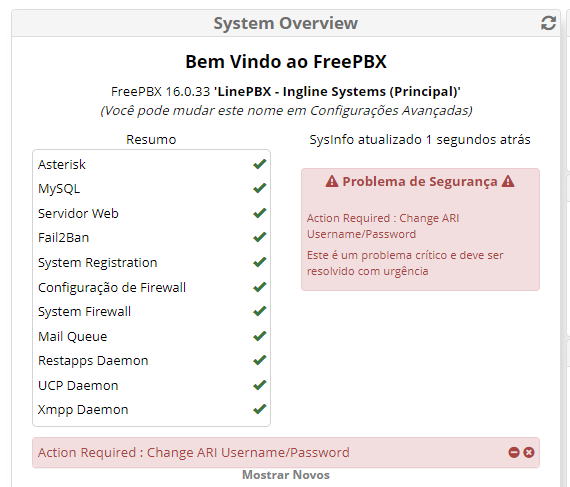 System Overview
Bem Vindo ao FreePBX
FreePBX 16.0.33 'LinePBX - Ingline Systems (Principal)'
(Você pode mudar este nome em Configurações Avançadas)
Resumo
Asterisk
MySQL
Servidor Web
Fail2Ban
System Registration
Configuração de Firewall
System Firewall
Mail Queue
Restapps Daemon
UCP Daemon
Xmpp Daemon
SysInfo atualizado 1 segundos atrás
Problema de Segurança
Action Required : Change ARI
Username/Password
Este é um problema crítico e deve ser
resolvido com urgência
Action Required : Change ARI Username/Password
Mostrar Novos